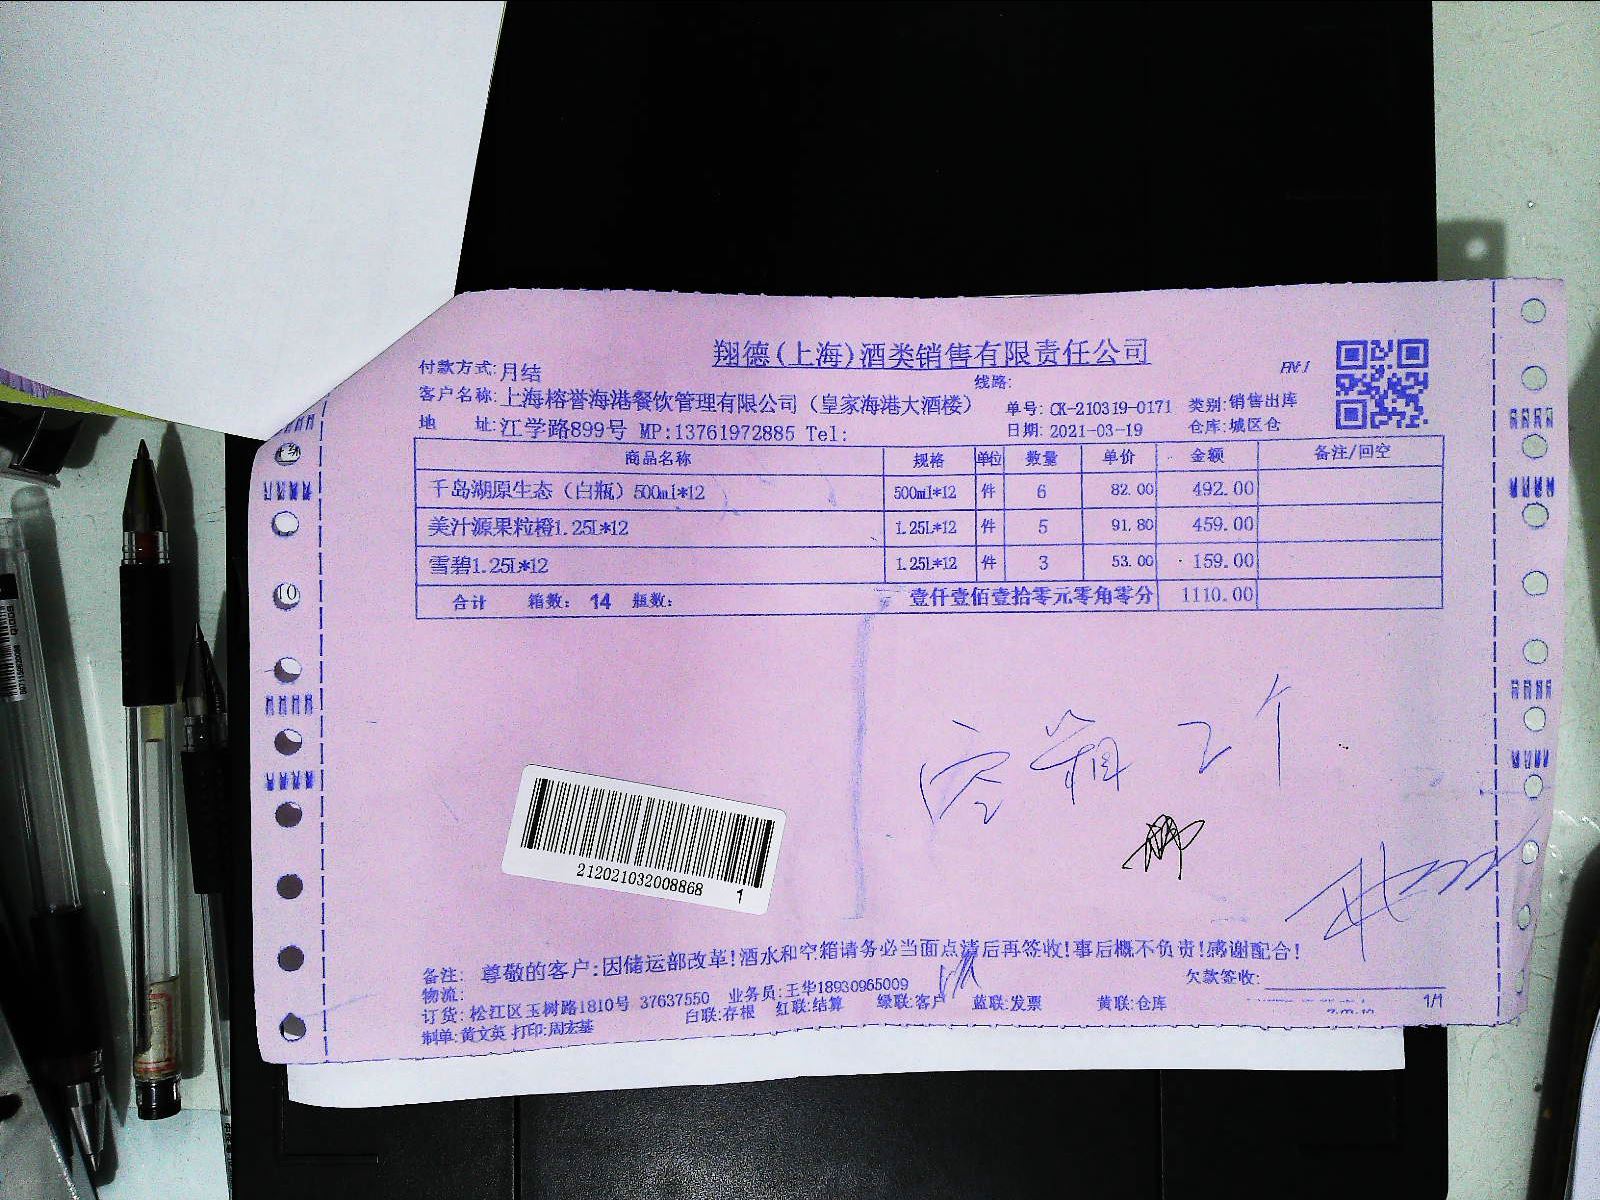 翔德(上海)酒类销售有限责任公司
付款方式:月结
线路:
客户名称:上海榕誉海港餐饮管理有限公司（皇家海港大酒楼）
单号: CK-210319-0171 类别:销售出库
地 址:江学路899号 MP:13761972885 Tel:
日期: 2021-03-19 仓库:城区仓
商品名称 规格 单位 数量 单价 金额 备注/回空
千岛湖原生态（白瓶）500ml*12 500ml*12 件 6 82.00 492.00
美汁源果粒橙1.25L*12 1.25L*12 件 5 91.80 459.00
雪碧1.25L*12 1.25L*12 件 3 53.00 159.00
合计 箱数: 14 瓶数: 壹仟壹佰壹拾零元零角零分 1110.00
空箱 2个
212021032008868
1
备注: 尊敬的客户:因储运部改革!酒水和空箱请务必当面点清后再签收!事后概不负责!感谢配合!
物流:
欠款签收:
订货: 松江区玉树路1810号 37637550 业务员:王华18930965009
制单:黄文英 打印:周宏基 白联:存根 红联:结算 绿联:客户 蓝联:发票 黄联:仓库 1/1